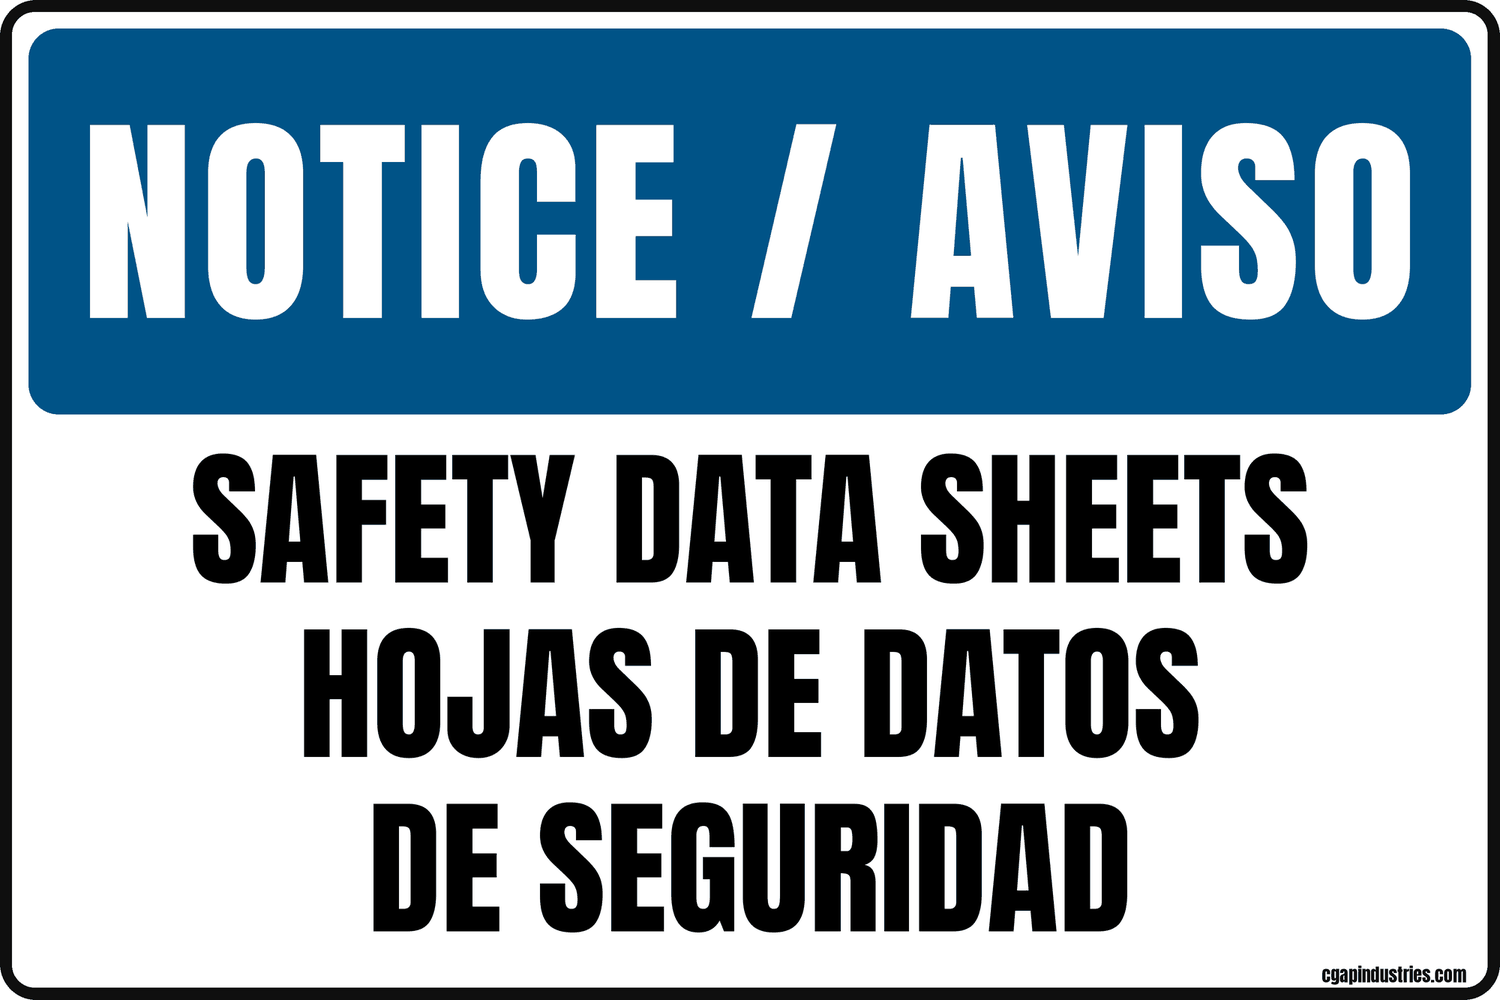 NOTICE / AVISO
SAFETY DATA SHEETS
HOJAS DE DATOS
DE SEGURIDAD
cgapindustries.com